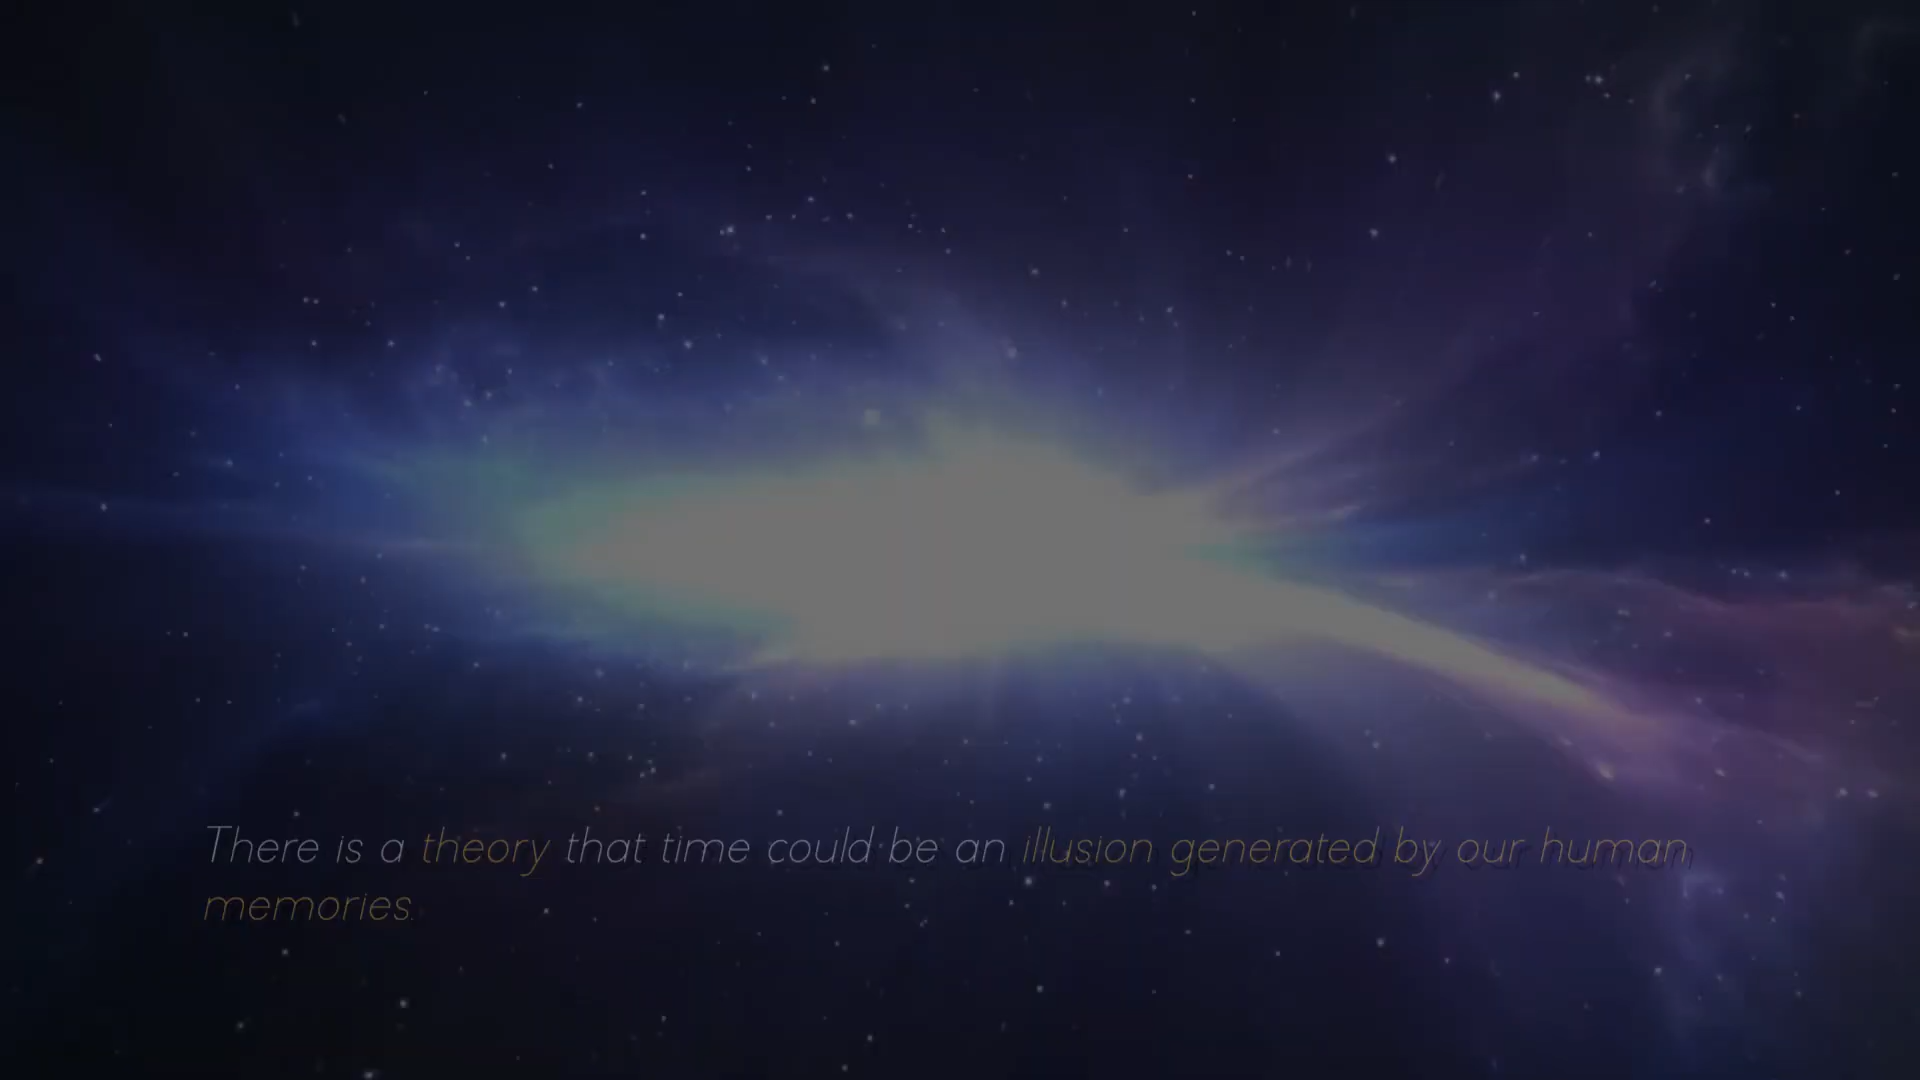 There is a theory that time could be an illusion generated by our human
memories.